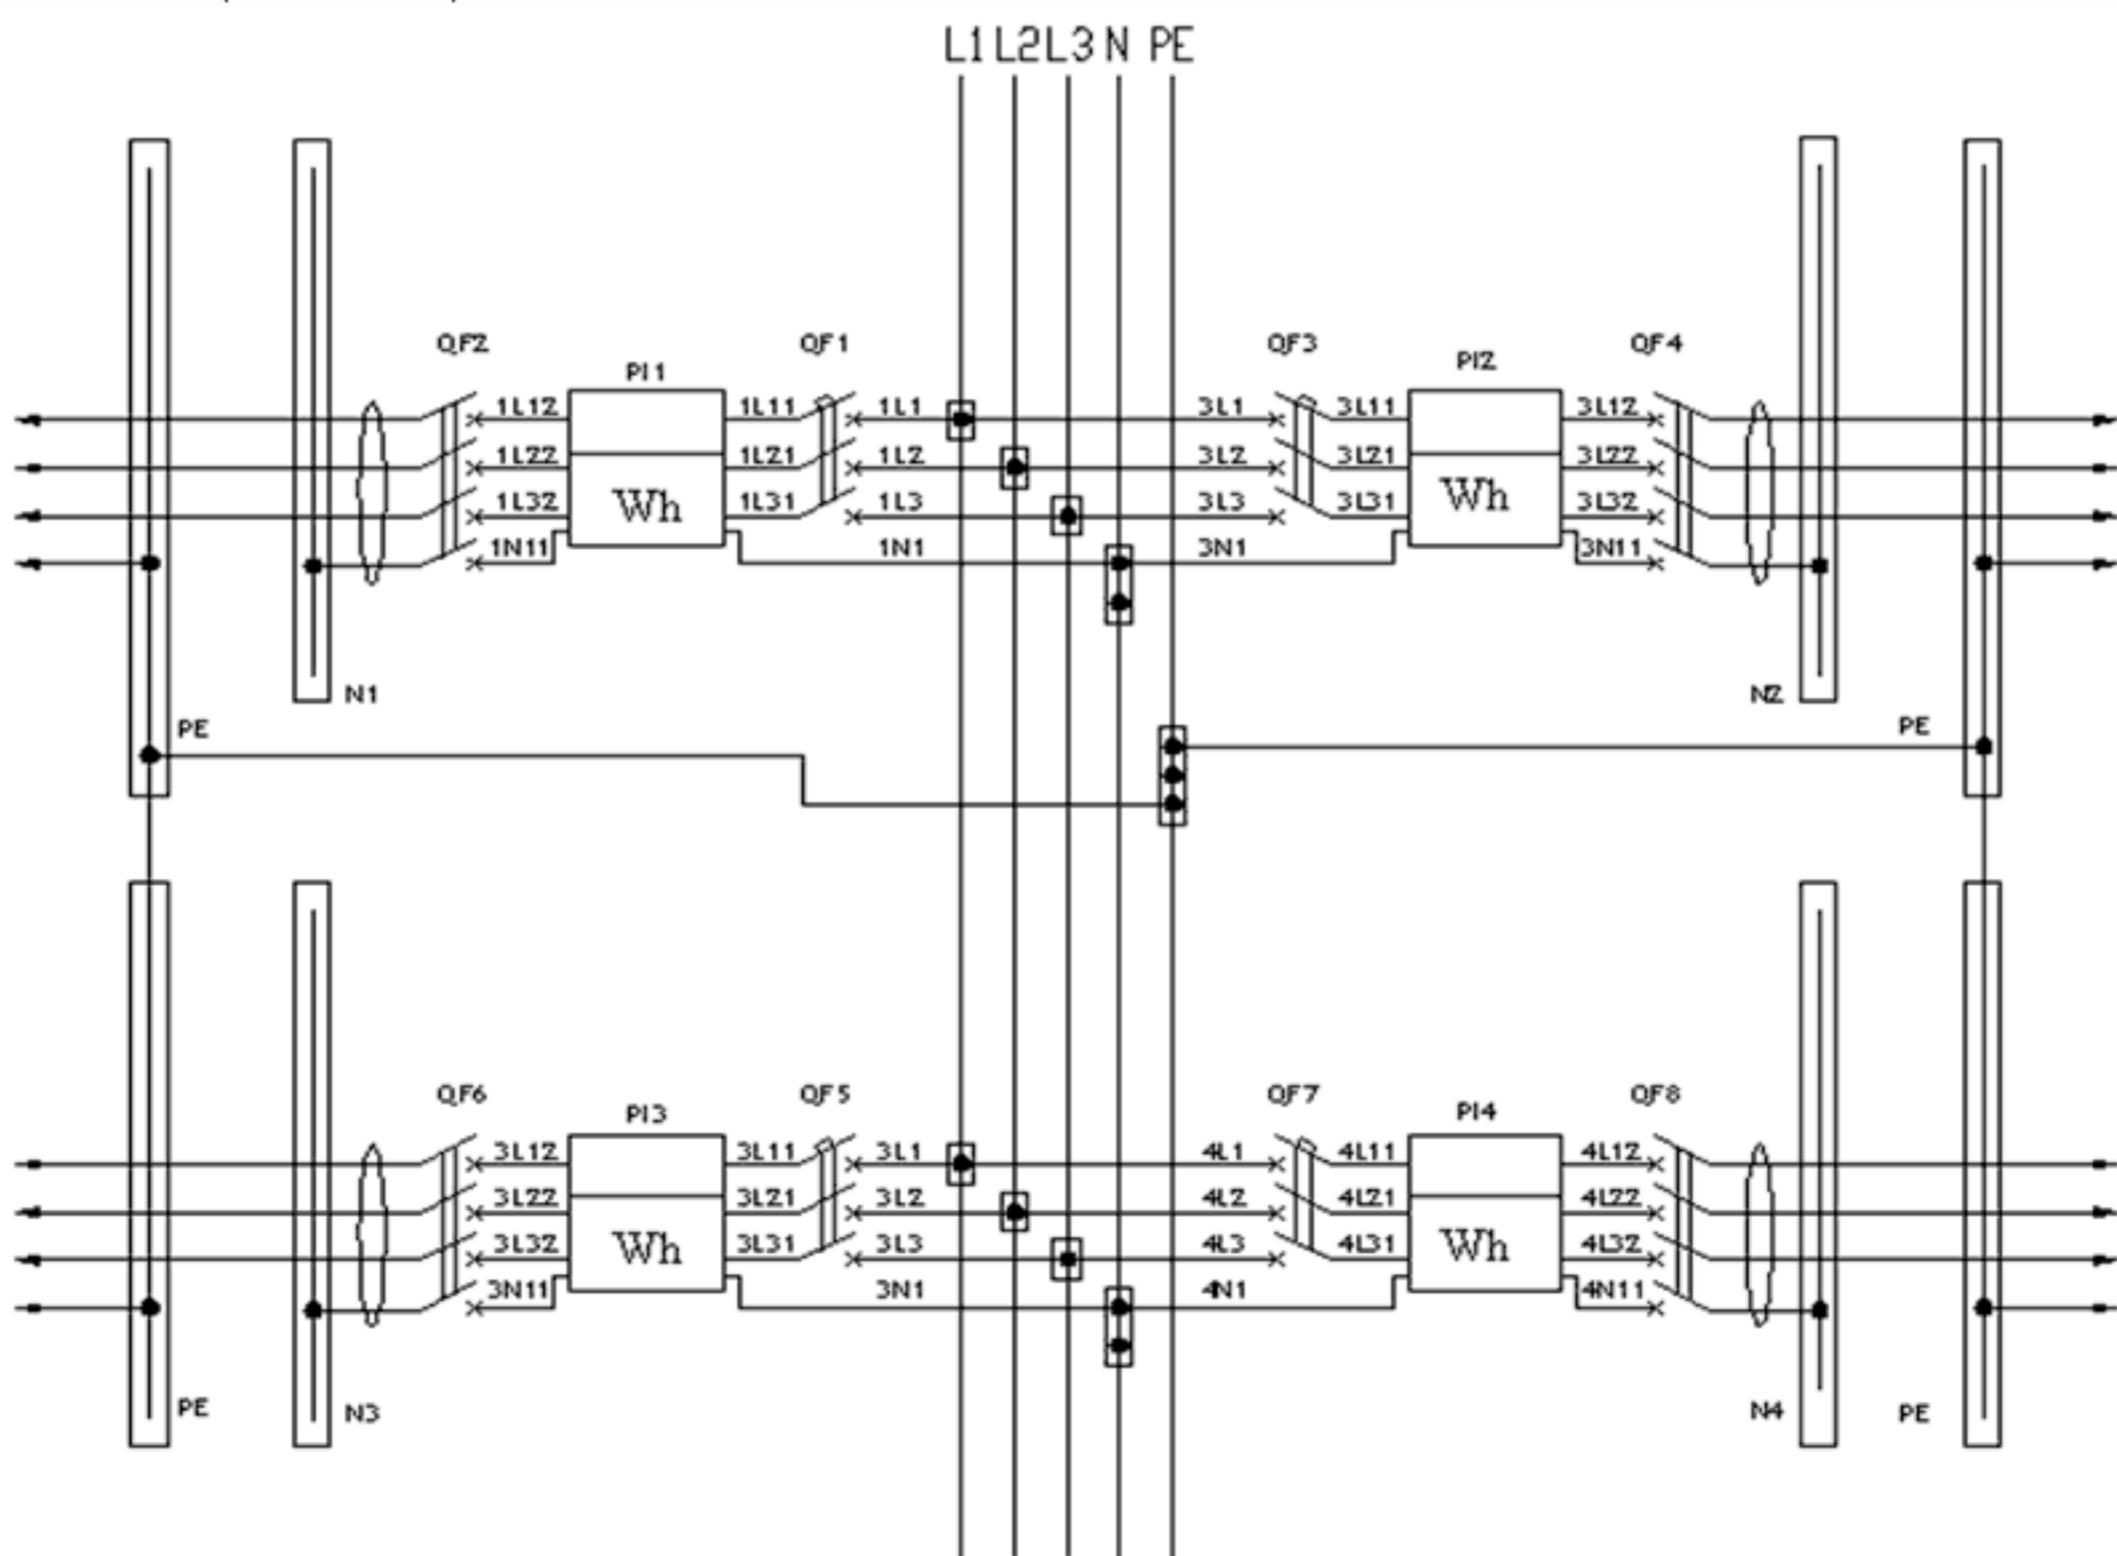 L1 L2 L3 N PE
QF2 QF1 QF3 QF4
PI1 PI2
1L12 1L11 1L1 3L1 3L11 3L12
1L22 1L21 1L2 3L2 3L21 3L22
1L32 1L31 1L3 3L3 3L31 3L32
Wh Wh
1N11 1N1 3N1 3N11
N1 N2
PE PE
QF6 QF5 QF7 QF8
PI3 PI4
3L12 3L11 3L1 4L1 4L11 4L12
3L22 3L21 3L2 4L2 4L21 4L22
3L32 3L31 3L3 4L3 4L31 4L32
Wh Wh
3N11 3N1 4N1 4N11
PE N3 N4 PE